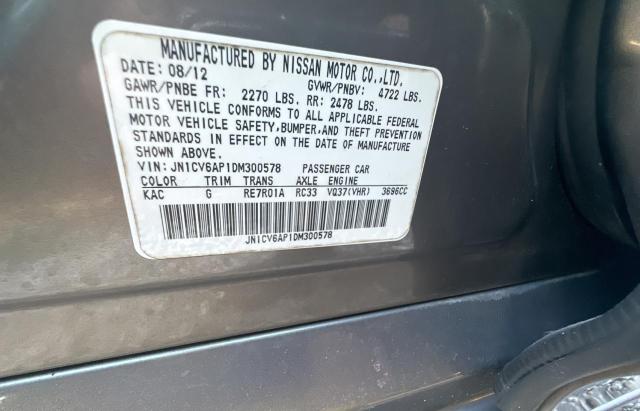 MANUFACTURED BY NISSAN MOTOR CO.,LTD.
DATE: 08/12 GVWR/PNBV: 4722 LBS.
GAWR/PNBE FR: 2270 LBS. RR: 2478 LBS.
THIS VEHICLE CONFORMS TO ALL APPLICABLE FEDERAL
MOTOR VEHICLE SAFETY,BUMPER,AND THEFT PREVENTION
STANDARDS IN EFFECT ON THE DATE OF MANUFACTURE
SHOWN ABOVE.
VIN: JN1CV6AP1DM300578 PASSENGER CAR
COLOR TRIM TRANS AXLE ENGINE
KAC G RE7R01A RC33 VQ37(VHR) 3696CC
JN1CV6AP1DM300578